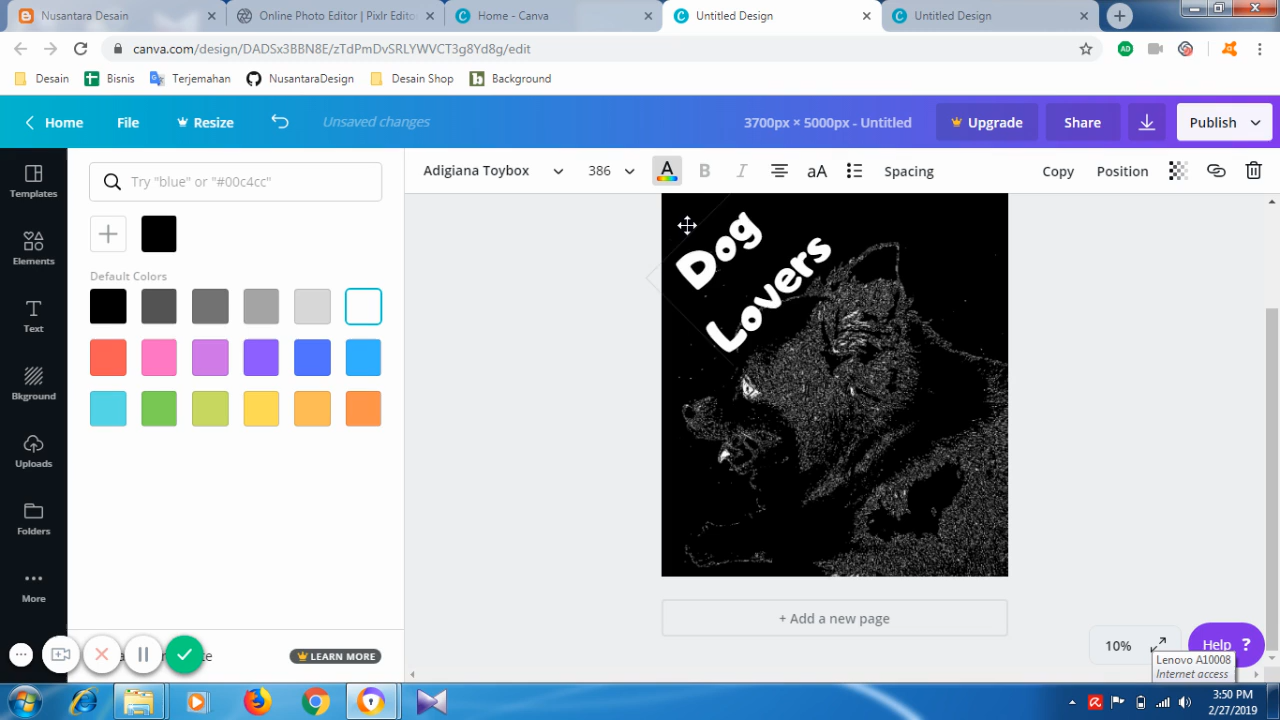 Nusantara Desain
Online Photo Editor | Pixlr Editor
Home - Canva
Untitled Design
Untitled Design
canva.com/design/DADSx3BBN8E/zTdPmDvSRLYWVCT3g8Yd8g/edit
Desain
Bisnis
Terjemahan
NusantaraDesign
Desain Shop
Background
Home
File
Resize
Unsaved changes
3700px × 5000px - Untitled
Upgrade
Share
Publish
Templates
Elements
Text
Bkground
Uploads
Folders
More
Try "blue" or "#00c4cc"
Default Colors
LEARN MORE
Adigiana Toybox
386
A
B
I
aA
Spacing
Copy
Position
Dog
Lovers
+ Add a new page
10%
Help ?
Lenovo A10008
Internet access
3:50 PM
2/27/2019